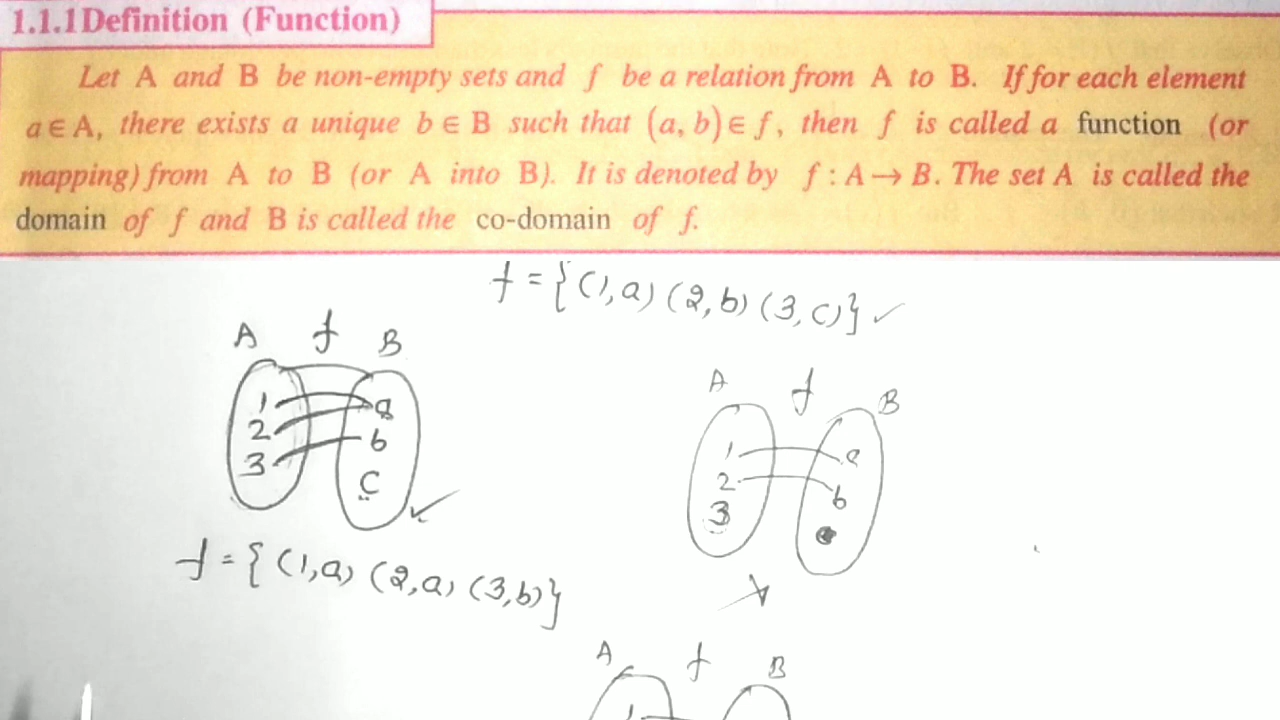 1.1.1Definition (Function)
Let A and B be non-empty sets and f be a relation from A to B. If for each element
a ∈ A, there exists a unique b ∈ B such that (a, b) ∈ f, then f is called a function (or
mapping) from A to B (or A into B). It is denoted by f : A → B. The set A is called the
domain of f and B is called the co-domain of f.
f = {(1,a) (2,b) (3,c)} ✓
A f B
1 a
2 b
3 c
✓
f = { (1,a) (2,a) (3,b)}
A f B
1 a
2 b
3
A f B
1